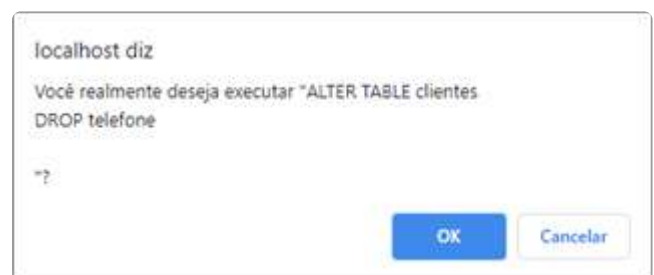 localhost diz
Você realmente deseja executar "ALTER TABLE clientes
DROP telefone
"?
OK
Cancelar